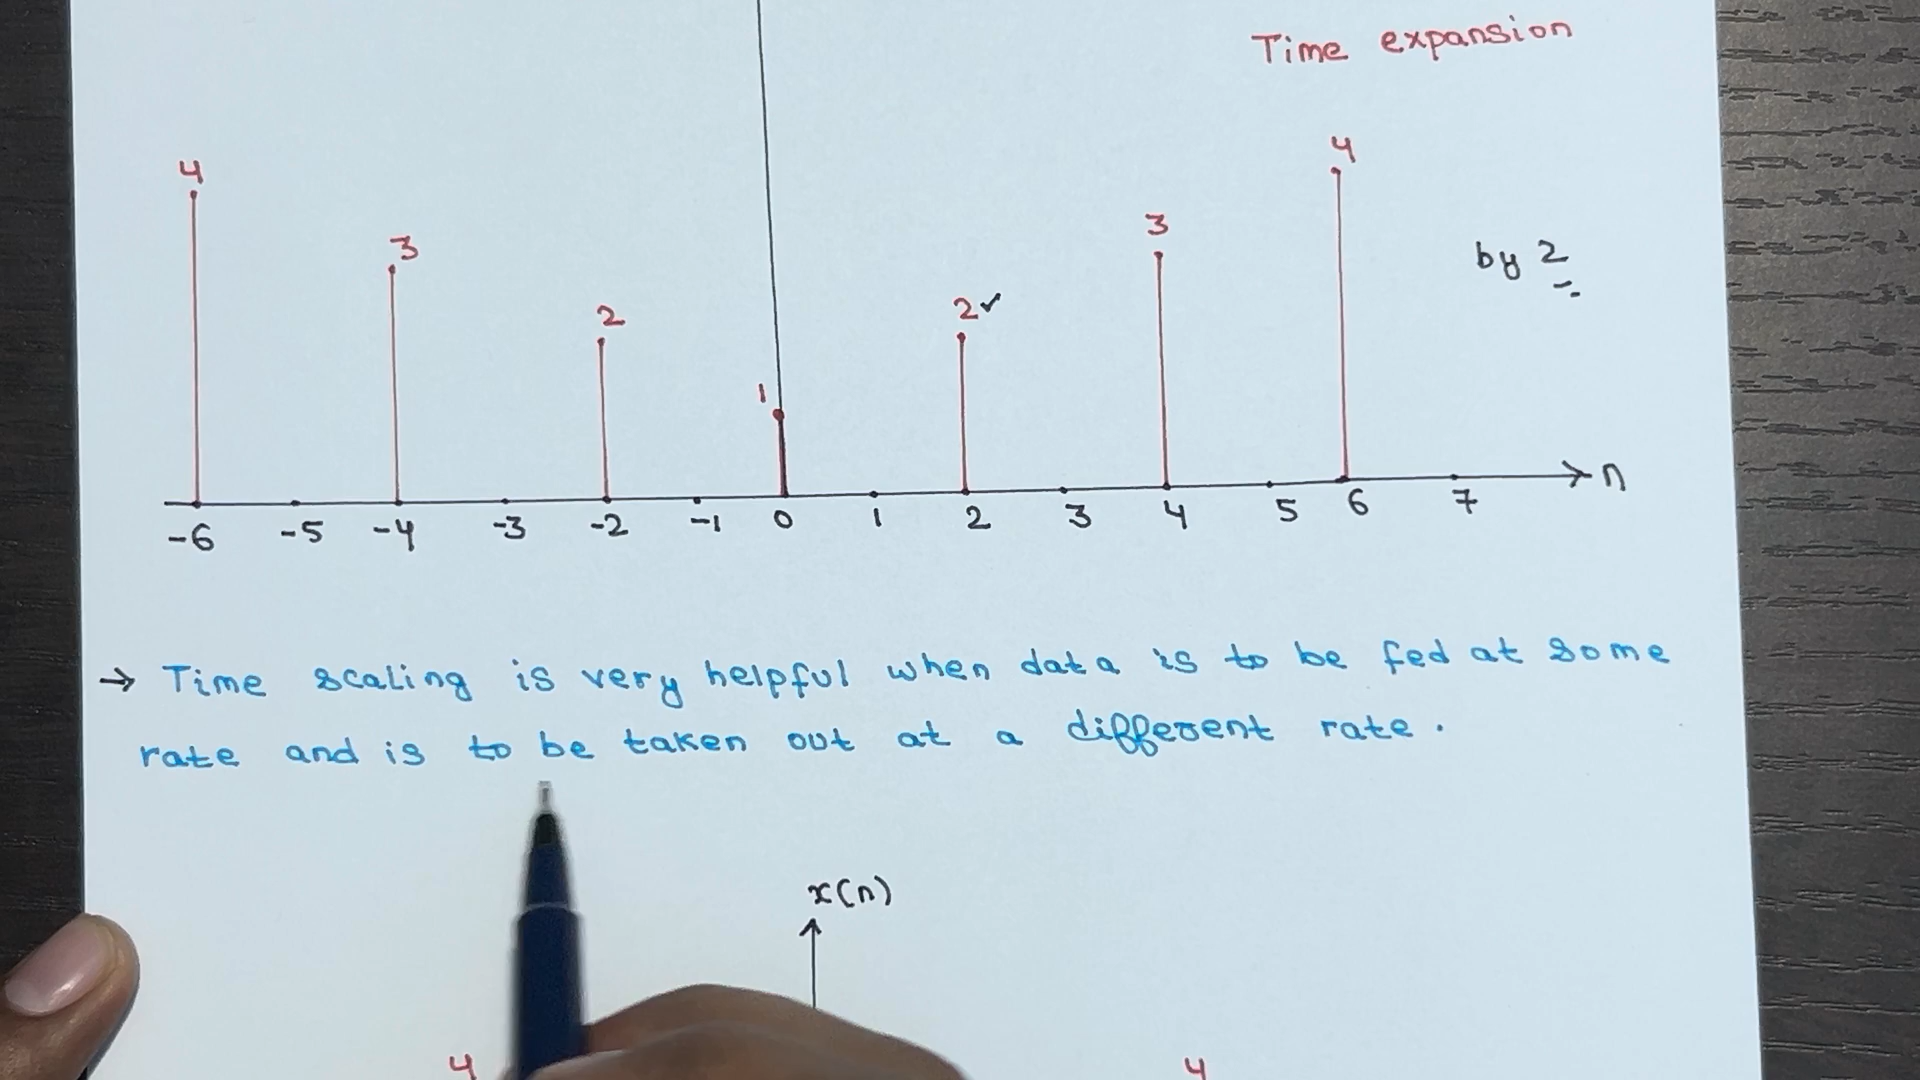 Time expansion
4
4
3
3
by 2
2
2✓
1
-6 -5 -4 -3 -2 -1 0 1 2 3 4 5 6 7 n
→ Time scaling is very helpful when data is to be fed at some
rate and is to be taken out at a different rate.
x(n)
4 4